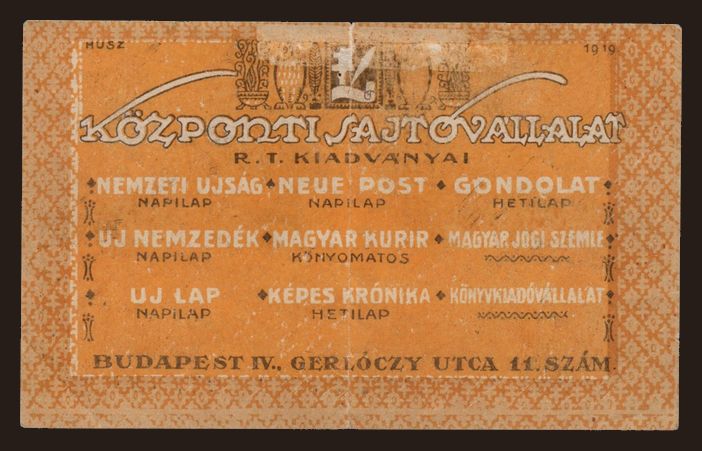 HUSZ 1919
KÖZPONTI SAJTÓVÁLLALAT
R.T. KIADVÁNYAI
NEMZETI UJSÁG NEUE POST GONDOLAT
NAPILAP NAPILAP HETILAP
UJ NEMZEDÉK MAGYAR KURIR MAGYAR JOGI SZEMLE
NAPILAP KŐNYOMATOS
UJ LAP KÉPES KRÓNIKA KÖNYVKIADÓVÁLLALAT
NAPILAP HETILAP
BUDAPEST IV., GERLÓCZY UTCA 11. SZÁM.